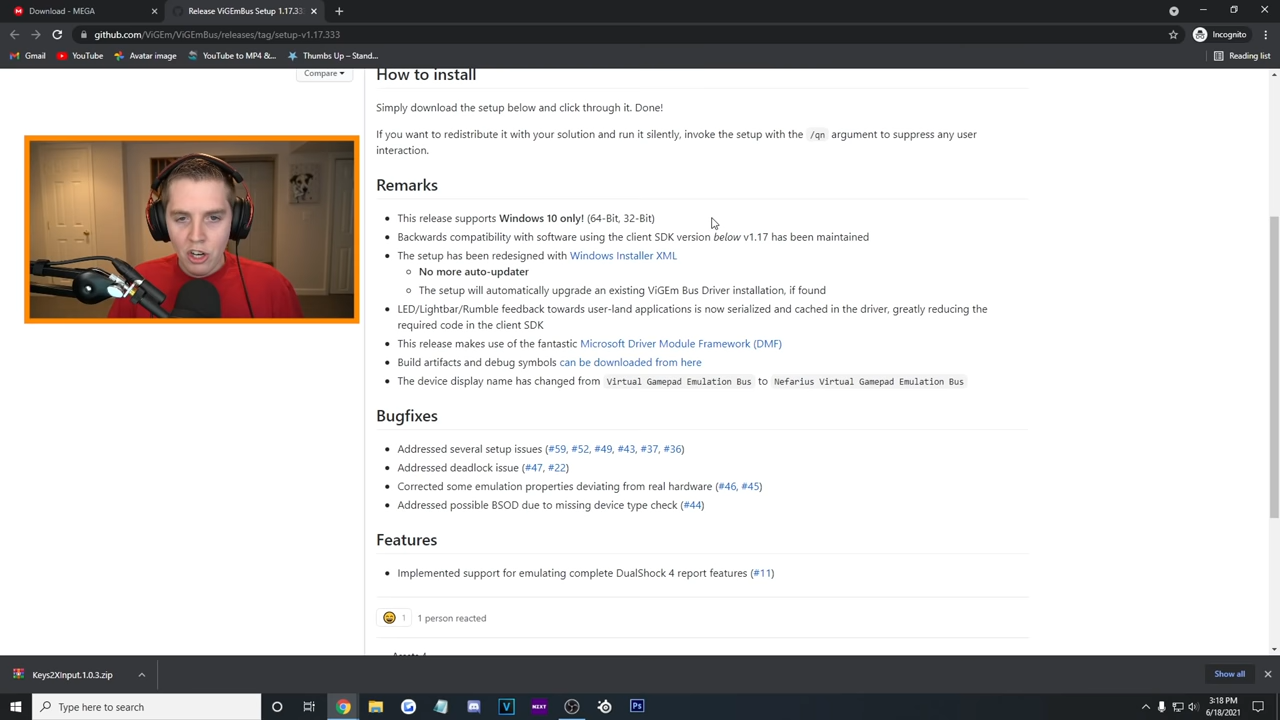 Download - MEGA
Release ViGEmBus Setup 1.17.33
github.com/ViGEm/ViGEmBus/releases/tag/setup-v1.17.333
Incognito
Gmail
YouTube
Avatar image
YouTube to MP4 &...
Thumbs Up – Stand...
Reading list
Compare
How to install
Simply download the setup below and click through it. Done!
If you want to redistribute it with your solution and run it silently, invoke the setup with the /qn argument to suppress any user
interaction.
Remarks
This release supports Windows 10 only! (64-Bit, 32-Bit)
Backwards compatibility with software using the client SDK version below v1.17 has been maintained
The setup has been redesigned with Windows Installer XML
No more auto-updater
The setup will automatically upgrade an existing ViGEm Bus Driver installation, if found
LED/Lightbar/Rumble feedback towards user-land applications is now serialized and cached in the driver, greatly reducing the
required code in the client SDK
This release makes use of the fantastic Microsoft Driver Module Framework (DMF)
Build artifacts and debug symbols can be downloaded from here
The device display name has changed from Virtual Gamepad Emulation Bus to Nefarius Virtual Gamepad Emulation Bus
Bugfixes
Addressed several setup issues (#59, #52, #49, #43, #37, #36)
Addressed deadlock issue (#47, #22)
Corrected some emulation properties deviating from real hardware (#46, #45)
Addressed possible BSOD due to missing device type check (#44)
Features
Implemented support for emulating complete DualShock 4 report features (#11)
1
1 person reacted
Keys2XInput.1.0.3.zip
Show all
Type here to search
V
NZXT
Ps
3:18 PM
6/18/2021